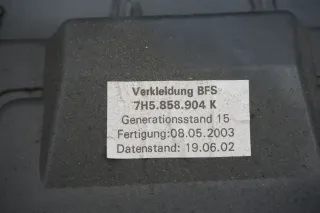 Verkleidung BFS
7H5.858.904 K
Generationsstand 15
Fertigung:08.05.2003
Datenstand: 19.06.02